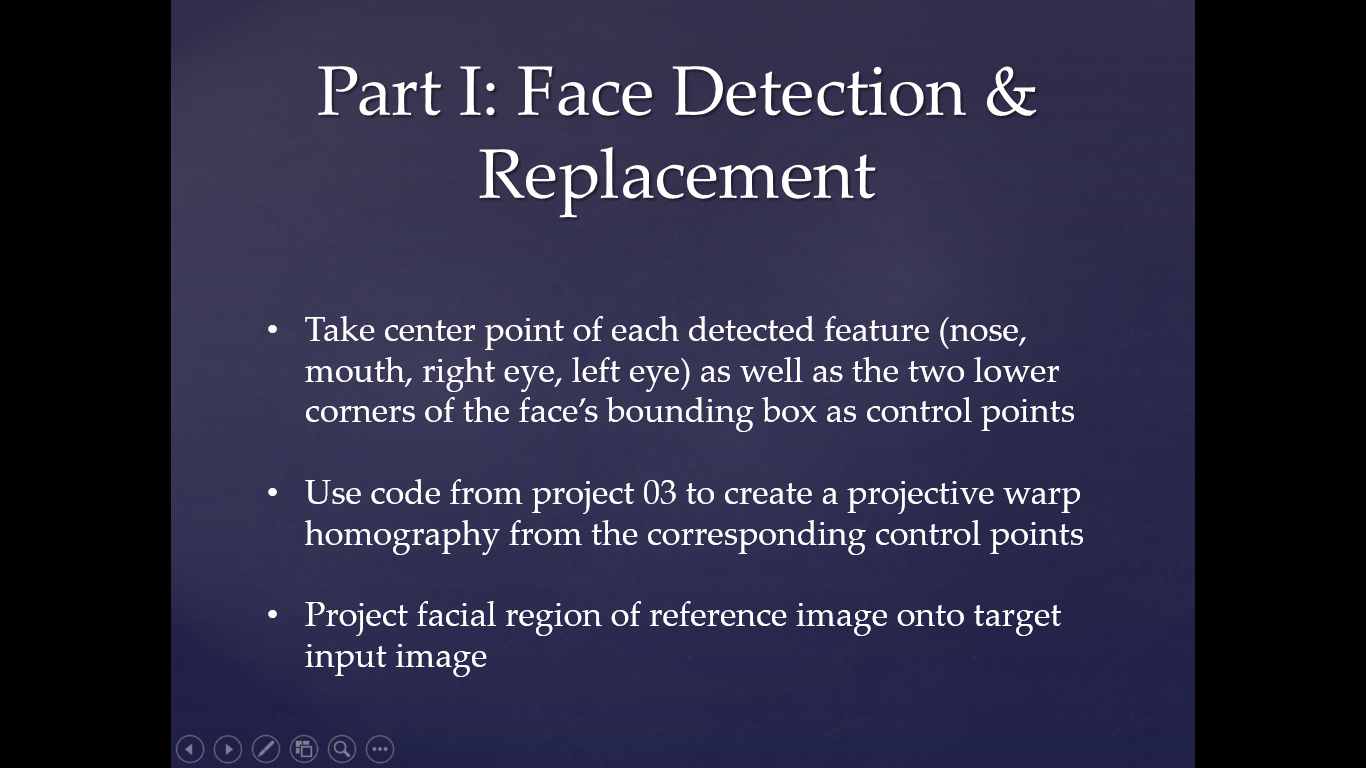 Part I: Face Detection &
Replacement
• Take center point of each detected feature (nose,
mouth, right eye, left eye) as well as the two lower
corners of the face’s bounding box as control points
• Use code from project 03 to create a projective warp
homography from the corresponding control points
• Project facial region of reference image onto target
input image